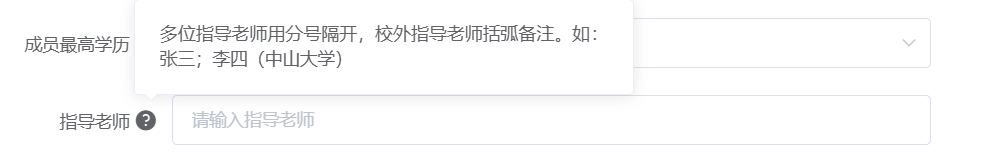 多位指导老师用分号隔开，校外指导老师括弧备注。如：
张三；李四（中山大学）
成员最高学历
指导老师 ?
请输入指导老师